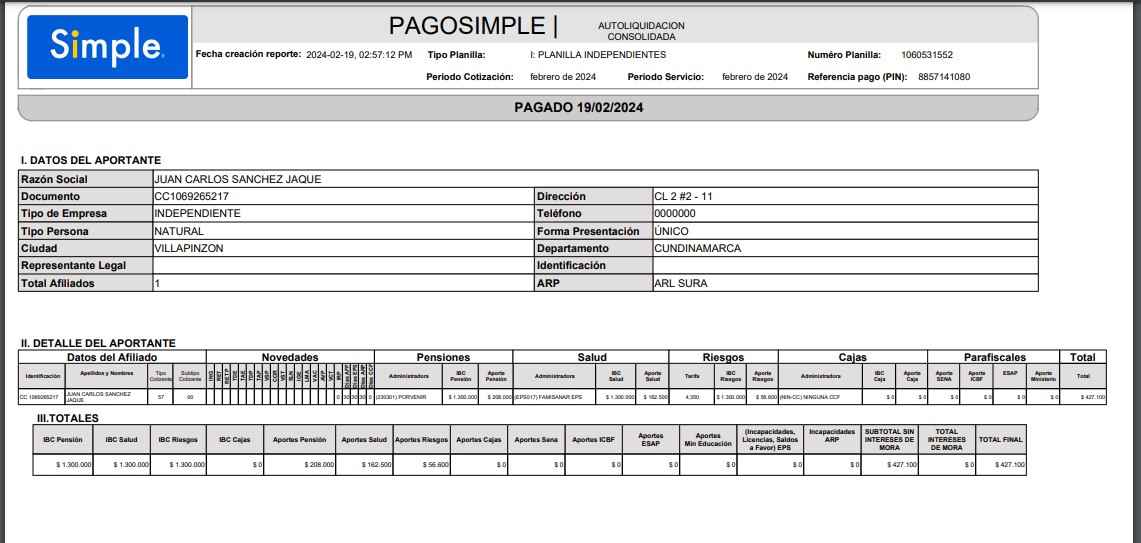 Simple
PAGOSIMPLE |
AUTOLIQUIDACION
CONSOLIDADA
Fecha creación reporte: 2024-02-19, 02:57:12 PM Tipo Planilla: I: PLANILLA INDEPENDIENTES Numéro Planilla: 1060531552
Periodo Cotización: febrero de 2024 Período Servicio: febrero de 2024 Referencia pago (PIN): 8857141080
PAGADO 19/02/2024
I. DATOS DEL APORTANTE
Razón Social JUAN CARLOS SANCHEZ JAQUE
Documento CC1069265217 Dirección CL 2 #2 - 11
Tipo de Empresa INDEPENDIENTE Teléfono 0000000
Tipo Persona NATURAL Forma Presentación ÚNICO
Ciudad VILLAPINZON Departamento CUNDINAMARCA
Representante Legal Identificación
Total Afiliados 1 ARP ARL SURA
II. DETALLE DEL APORTANTE
Datos del Afiliado Novedades Pensiones Salud Riesgos Cajas Parafiscales Total
Identificación Apellidos y Nombres Tipo Cotizante Subtipo Cotizante Administradora IBC Pensión Aporte Pensión Administradora IBC Salud Aporte Salud Tarifa IBC Riesgos Aporte Riesgos Administradora IBC Caja Aporte Caja Aporte SENA Aporte ICBF ESAP Aporte Ministerio Total
CC 1069265217 JUAN CARLOS SANCHEZ JAQUE 57 00 0 30 30 30 0 (230301) PORVENIR $ 1.300.000 $ 208.000 (EPS017) FAMISANAR EPS $ 1.300.000 $ 162.500 $ 1.300.000 $ 56.600 (MIN-CC) NINGUNA CCF $ 0 $ 0 $ 0 $ 0 $ 0 $ 0 $ 427.100
III.TOTALES
IBC Pensión IBC Salud IBC Riesgos IBC Cajas Aportes Pensión Aportes Salud Aportes Riesgos Aportes Cajas Aportes Sena Aportes ICBF Aportes ESAP Aportes Min Educación (Incapacidades, Licencias, Saldos a Favor) EPS Incapacidades ARP SUBTOTAL SIN INTERESES DE MORA TOTAL INTERESES DE MORA TOTAL FINAL
$ 1.300.000 $ 1.300.000 $ 1.300.000 $ 0 $ 208.000 $ 162.500 $ 56.600 $ 0 $ 0 $ 0 $ 0 $ 0 $ 0 $ 0 $ 427.100 $ 0 $ 427.100